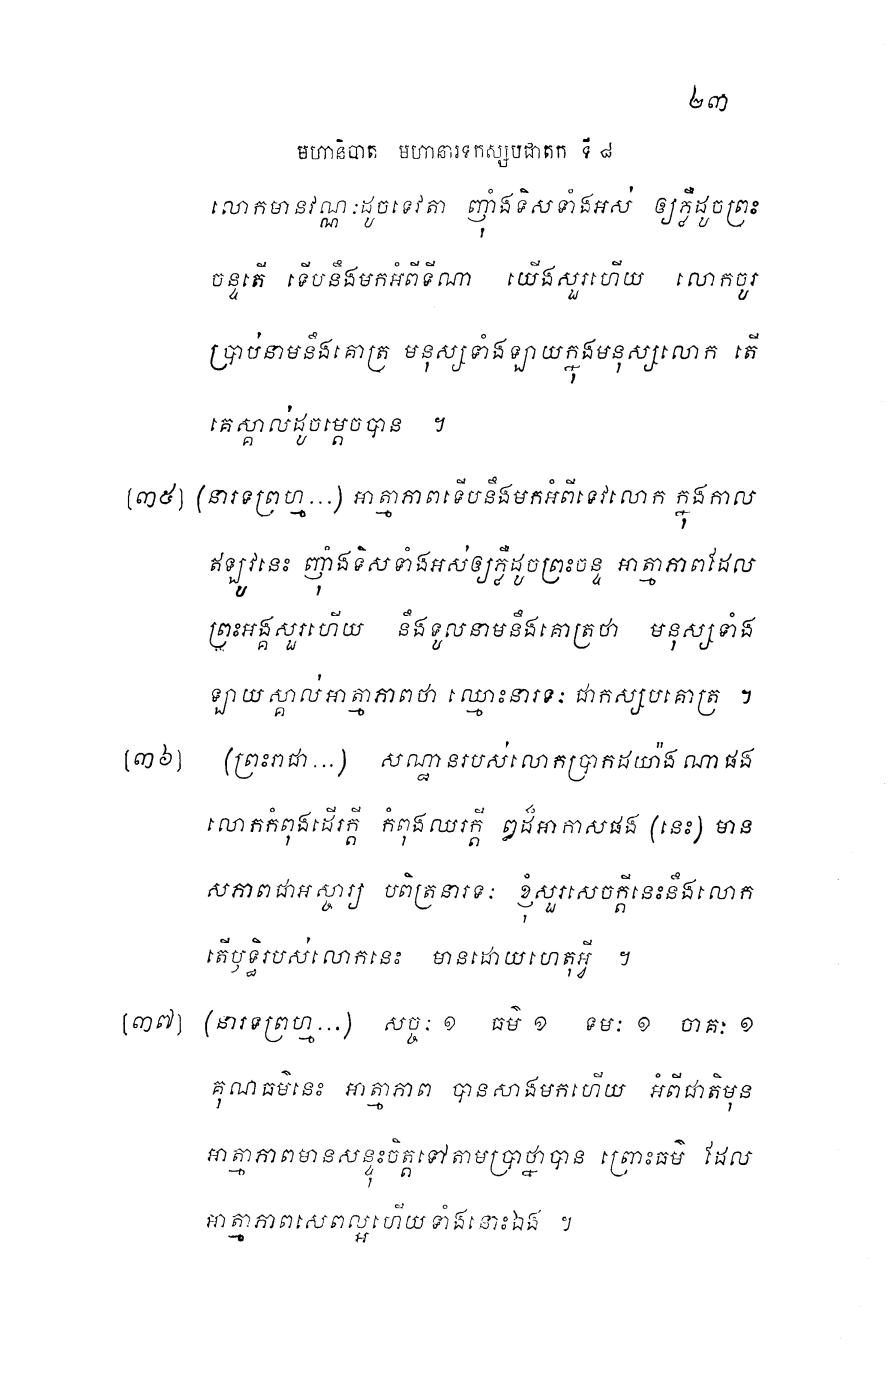 ២៣
មហានិបាត មហានារទកស្សបជាតក ទី ៨
លោកមានវណ្ណៈដូចទេវតា ញ៉ាំងទិសទាំងអស់ ឲ្យភ្លឺដូចព្រះ
ចន្ទតើ ទើបនឹងមកអំពីទីណា យើងសួរហើយ លោកចូរ
ប្រាប់នាមនឹងគោត្រ មនុស្សទាំងឡាយក្នុងមនុស្សលោក តើ
គេស្គាល់ដូចម្ដេចបាន ។
[៣៥] (នារទព្រហ្ម...) អាត្មាភាពទើបនឹងមកអំពីទេវលោក ក្នុងកាល
ឥឡូវនេះ ញ៉ាំងទិសទាំងអស់ឲ្យភ្លឺដូចព្រះចន្ទ អាត្មាភាពដែល
ព្រះអង្គសួរហើយ នឹងទូលនាមនឹងគោត្រថា មនុស្សទាំង
ឡាយស្គាល់អាត្មាភាពថា ឈ្មោះនារទៈ ជាកស្សបគោត្រ ។
[៣៦] (ព្រះរាជា...) សណ្ឋានរបស់លោកប្រាកដយ៉ាងណាផង
លោកកំពុងដើរក្ដី កំពុងឈរក្ដី ឰដ៏អាកាសផង (នេះ) មាន
សភាពជាអស្ចារ្យ បពិត្រនារទៈ ខ្ញុំសួរសេចក្ដីនេះនឹងលោក
តើឫទ្ធិរបស់លោកនេះ មានដោយហេតុអ្វី ។
[៣៧] (នារទព្រហ្ម...) សច្ចៈ ១ ធម៌ ១ ទមៈ ១ ចាគៈ ១
គុណធម៌នេះ អាត្មាភាព បានសាងមកហើយ អំពីជាតិមុន
អាត្មាភាពមានសន្ទុះចិត្តទៅតាមប្រាថ្នាបាន ព្រោះធម៌ ដែល
អាត្មាភាពសេពល្អហើយទាំងនោះឯង ។